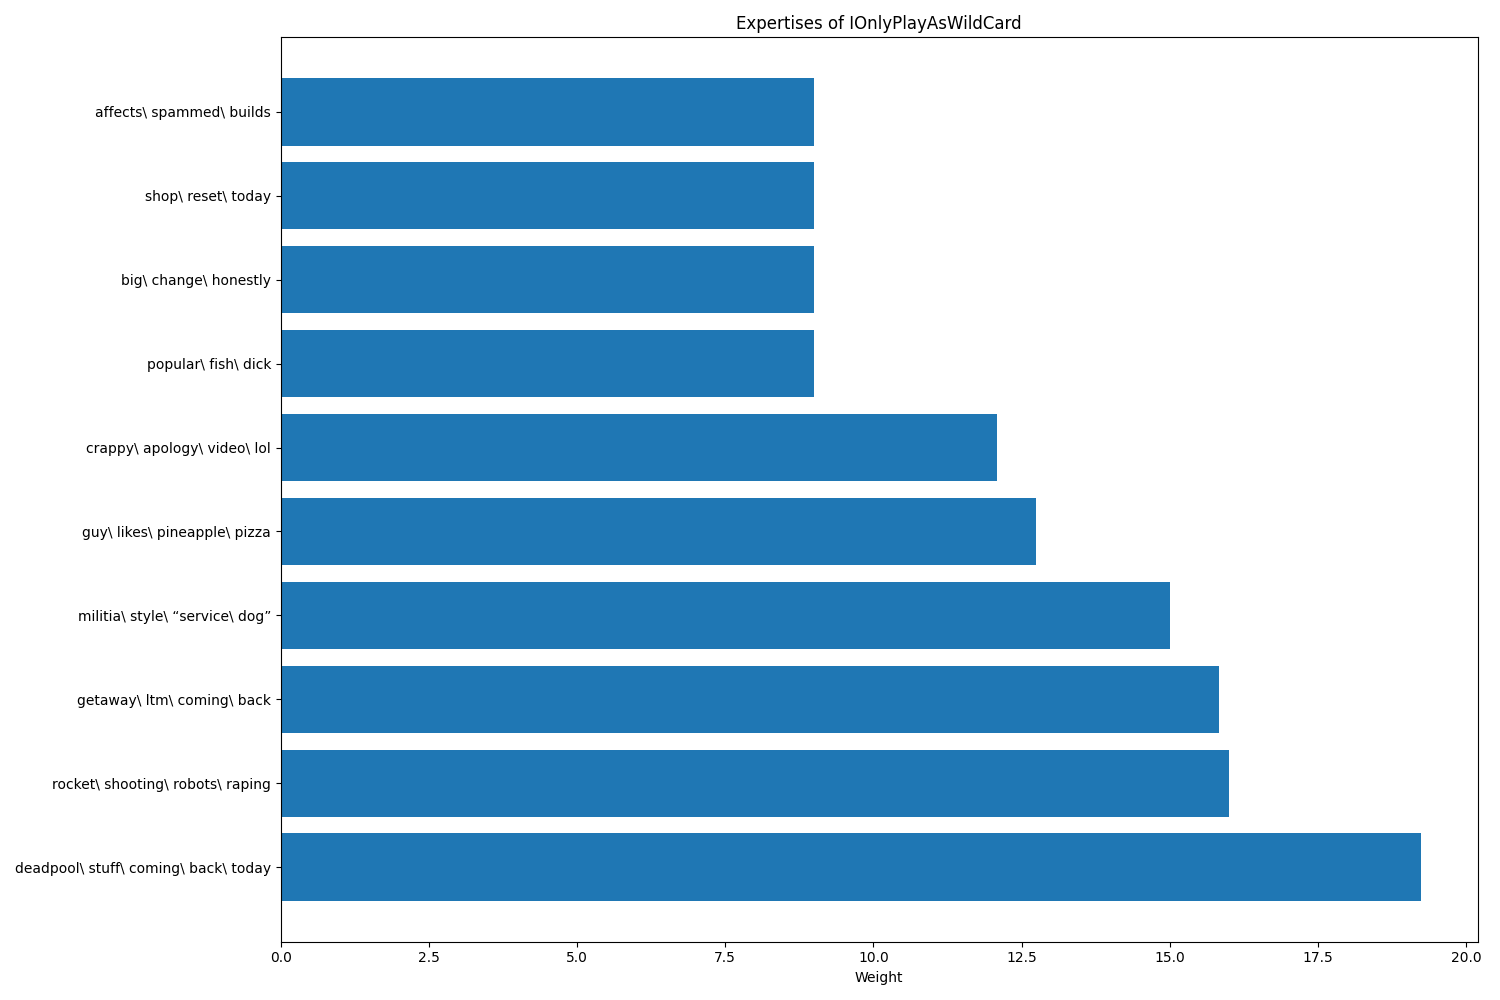 Expertises of IOnlyPlayAsWildCard
affects\ spammed\ builds
shop\ reset\ today
big\ change\ honestly
popular\ fish\ dick
crappy\ apology\ video\ lol
guy\ likes\ pineapple\ pizza
militia\ style\ “service\ dog”
getaway\ ltm\ coming\ back
rocket\ shooting\ robots\ raping
deadpool\ stuff\ coming\ back\ today
0.0 2.5 5.0 7.5 10.0 12.5 15.0 17.5 20.0
Weight